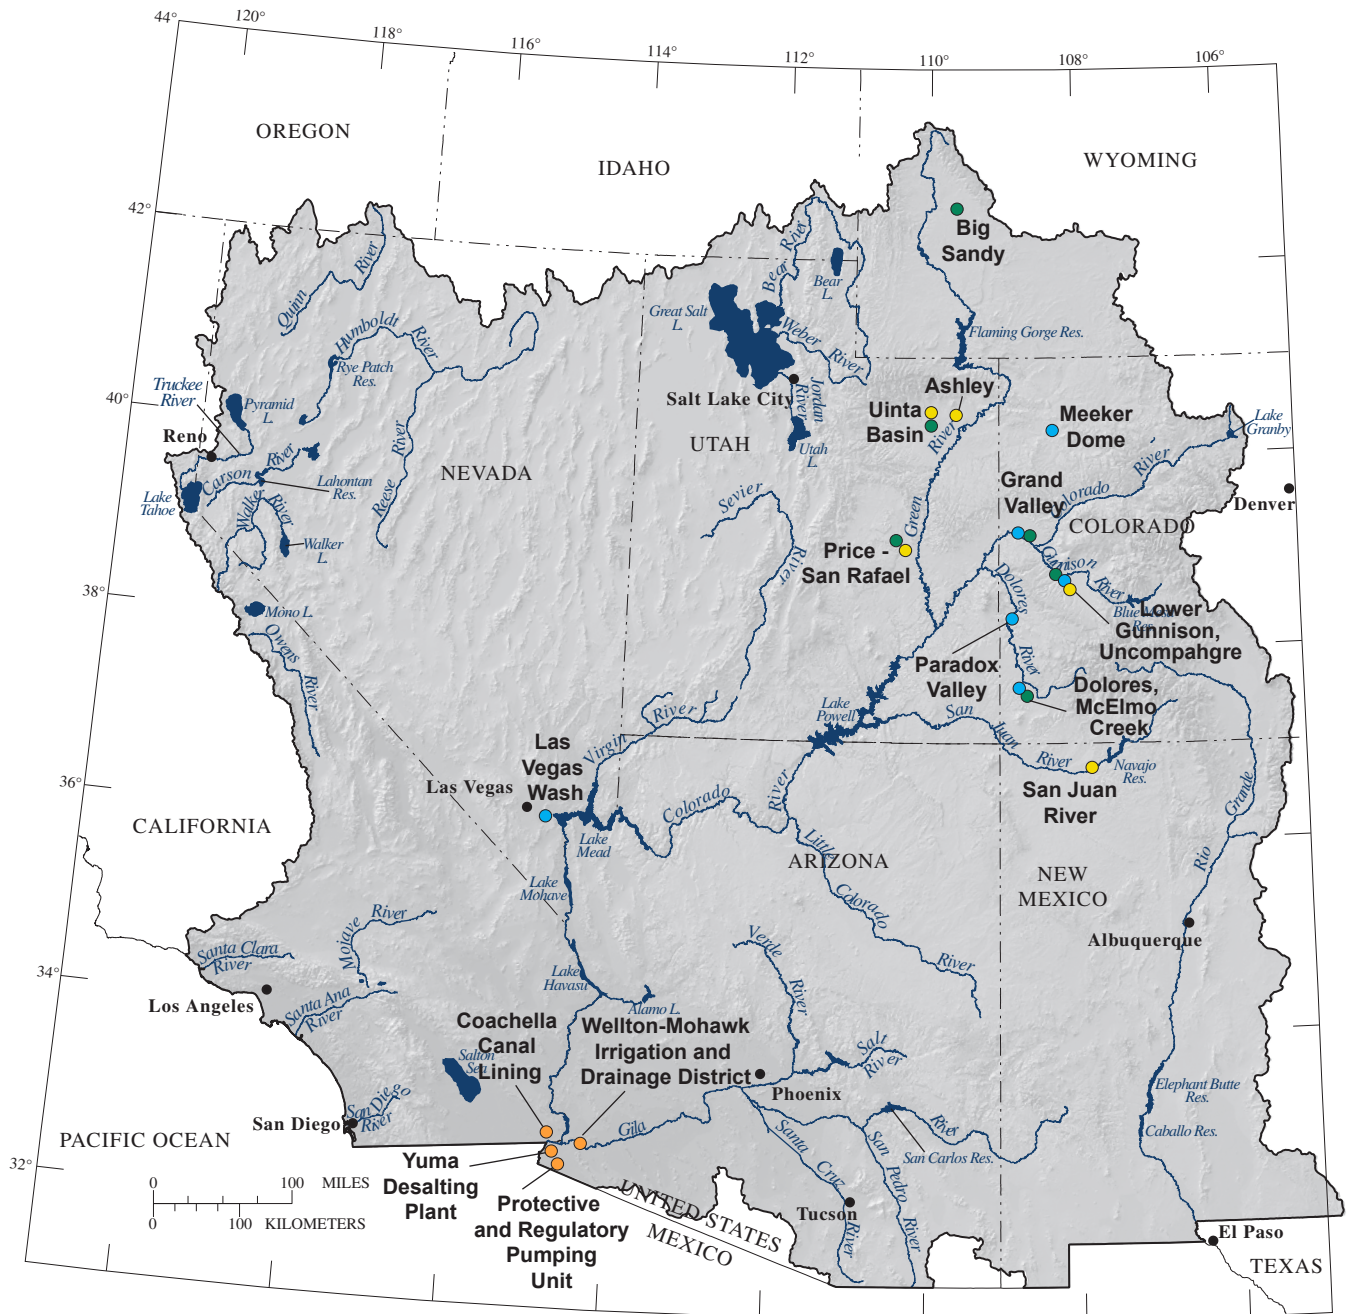 44°
120°
118°
116°
114°
112°
110°
108°
106°
OREGON
IDAHO
WYOMING
42°
Big
Sandy
Quinn
River
Humboldt
River
Rye Patch
Res.
Great Salt
L.
Bear
River
Bear
L.
Weber
River
Flaming Gorge Res.
40°
Truckee
River
Pyramid
L.
Reno
Salt Lake City
Jordan
River
Utah
L.
UTAH
Ashley
Uinta
Basin
River
Green
Meeker
Dome
Lake
Granby
Grand
Valley
Colorado
River
COLORADO
Denver
NEVADA
Carson
River
Lahontan
Res.
Lake
Tahoe
Walker
River
Walker
L.
Reese
River
Sevier
River
Price -
San Rafael
Gunnison
River
Blue Mesa
Res.
Lower
Gunnison,
Uncompahgre
38°
Mono L.
Owens
River
Dolores
River
Paradox
Valley
Dolores,
McElmo
Creek
Lake
Powell
San
Juan
River
Navajo
Res.
San Juan
River
Virgin
River
Las
Vegas
Wash
Las Vegas
36°
CALIFORNIA
Lake
Mead
Colorado
River
Little
Colorado
River
ARIZONA
NEW
MEXICO
Rio
Grande
Lake
Mohave
Albuquerque
34°
Santa Clara
River
Mojave
River
Los Angeles
Santa Ana
River
Lake
Havasu
Alamo L.
Verde
River
Coachella
Canal
Lining
Wellton-Mohawk
Irrigation and
Drainage District
Salton
Sea
Phoenix
Salt
River
Elephant Butte
Res.
Caballo Res.
San Diego
San Diego
River
PACIFIC OCEAN
Gila
River
San Carlos Res.
Santa
Cruz
River
San
Pedro
River
32°
0 100 MILES
0 100 KILOMETERS
Yuma
Desalting
Plant
Protective
and Regulatory
Pumping
Unit
UNITED STATES
MEXICO
Tucson
El Paso
TEXAS